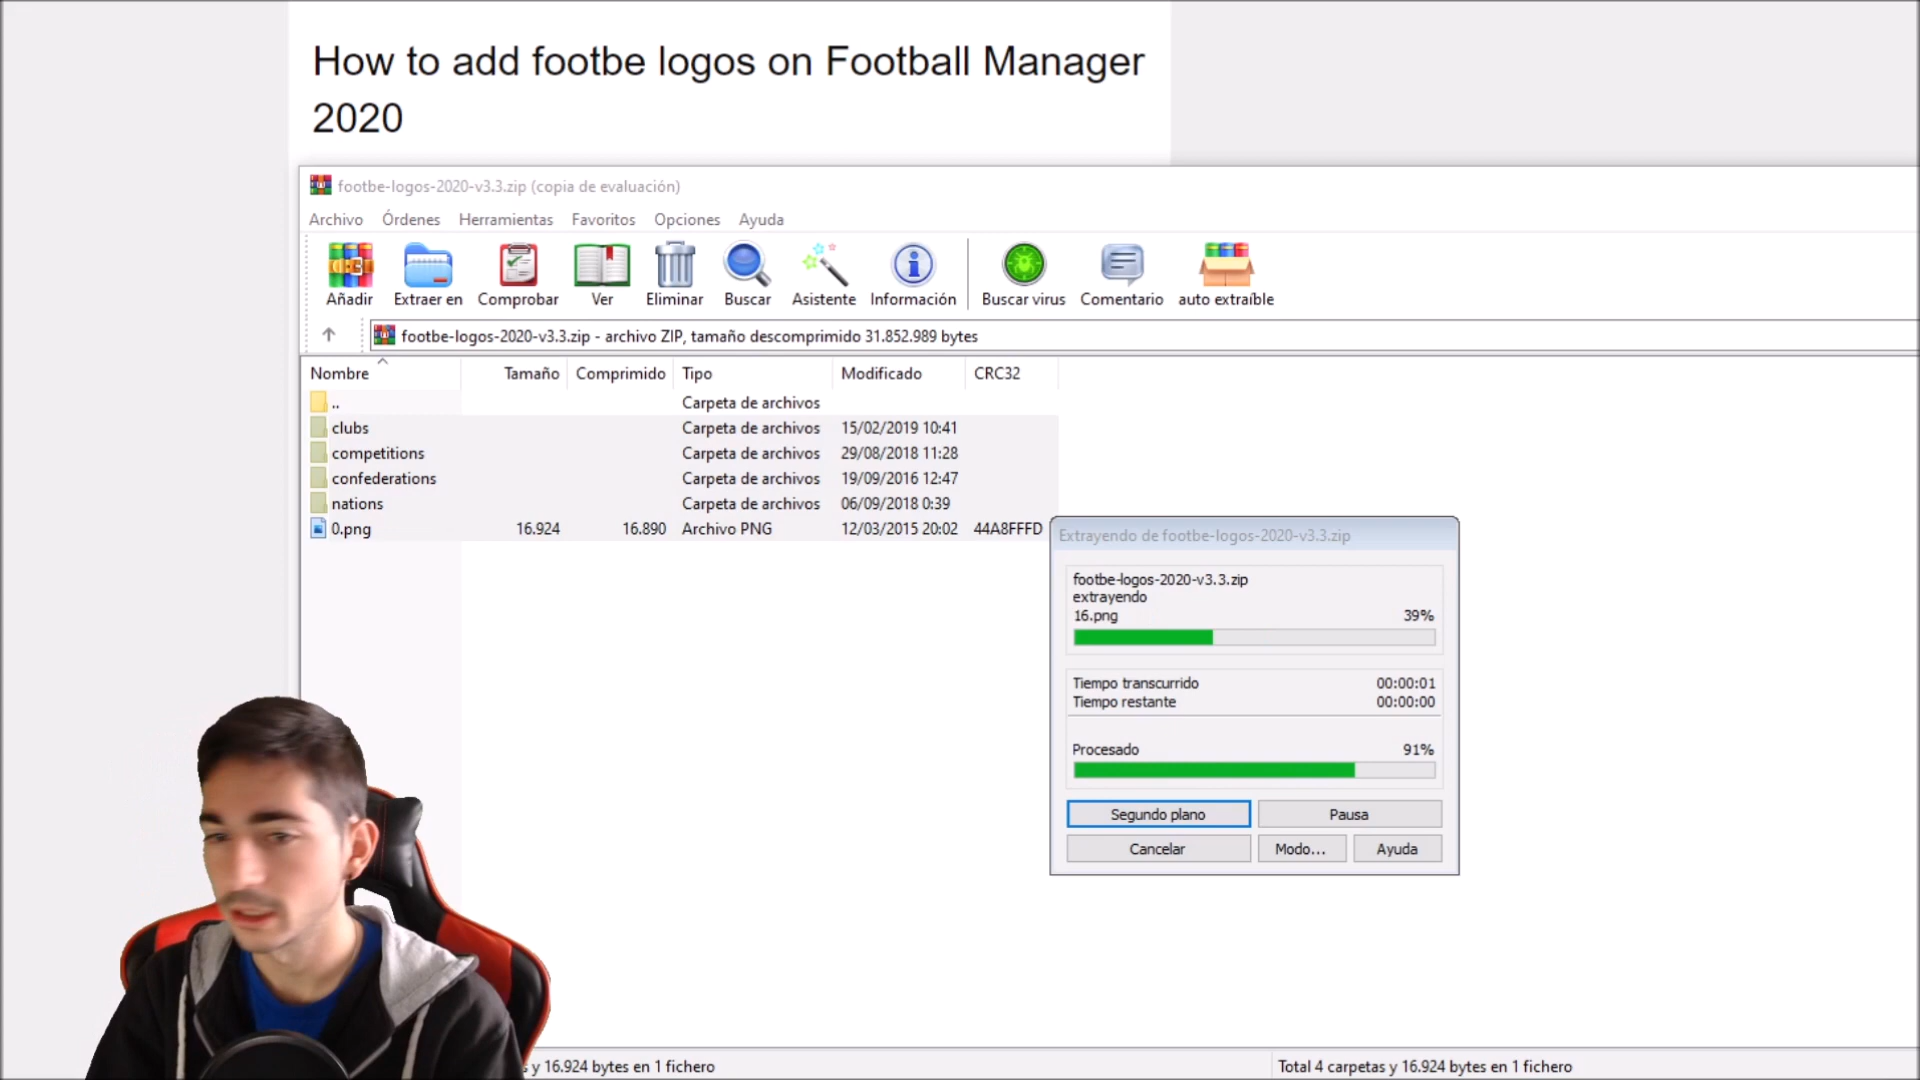 How to add footbe logos on Football Manager
2020
footbe-logos-2020-v3.3.zip (copia de evaluación)
Archivo Órdenes Herramientas Favoritos Opciones Ayuda
Añadir Extraer en Comprobar Ver Eliminar Buscar Asistente Información Buscar virus Comentario auto extraíble
footbe-logos-2020-v3.3.zip - archivo ZIP, tamaño descomprimido 31.852.989 bytes
Nombre Tamaño Comprimido Tipo Modificado CRC32
.. Carpeta de archivos
clubs Carpeta de archivos 15/02/2019 10:41
competitions Carpeta de archivos 29/08/2018 11:28
confederations Carpeta de archivos 19/09/2016 12:47
nations Carpeta de archivos 06/09/2018 0:39
0.png 16.924 16.890 Archivo PNG 12/03/2015 20:02 44A8FFFD
Extrayendo de footbe-logos-2020-v3.3.zip
footbe-logos-2020-v3.3.zip
extrayendo
16.png 39%
Tiempo transcurrido 00:00:01
Tiempo restante 00:00:00
Procesado 91%
Segundo plano Pausa
Cancelar Modo... Ayuda
y 16.924 bytes en 1 fichero Total 4 carpetas y 16.924 bytes en 1 fichero